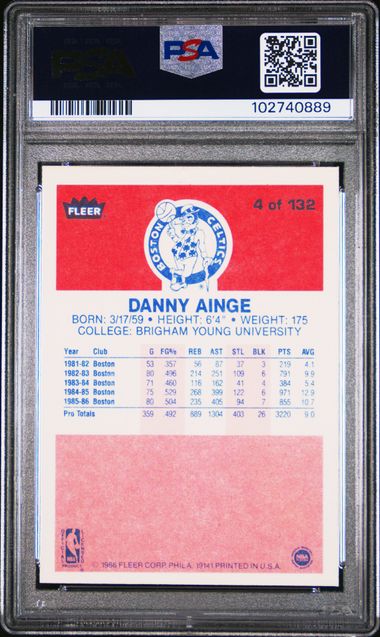 PSA
PSA
102740889
FLEER
4 of 132
BOSTON CELTICS
DANNY AINGE
BORN: 3/17/59 • HEIGHT: 6'4" • WEIGHT: 175
COLLEGE: BRIGHAM YOUNG UNIVERSITY
Year Club G FG% REB AST STL BLK PTS AVG
1981-82 Boston 53 .357 56 87 37 3 219 4.1
1982-83 Boston 80 .496 214 251 109 6 791 9.9
1983-84 Boston 71 .460 116 162 41 4 384 5.4
1984-85 Boston 75 .529 268 399 122 6 971 12.9
1985-86 Boston 80 .504 235 405 94 7 855 10.7
Pro Totals 359 .492 889 1304 403 26 3220 9.0
NBA
© 1986 FLEER CORP. PHILA. 19141 PRINTED IN U.S.A.